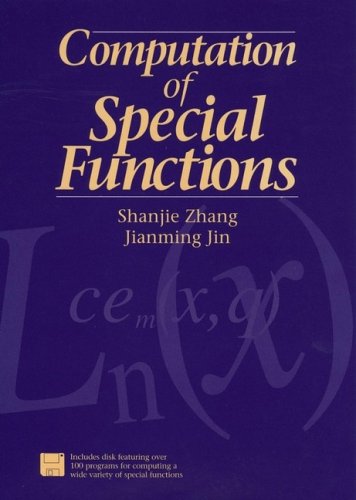 Computation
of
Special
Functions
Shanjie Zhang
Jianming Jin
ce_m(x,q)
L_n(x)
Includes disk featuring over
100 programs for computing a
wide variety of special functions